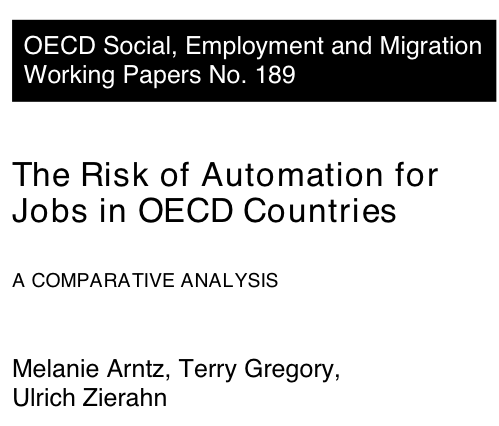 OECD Social, Employment and Migration
Working Papers No. 189
The Risk of Automation for
Jobs in OECD Countries
A COMPARATIVE ANALYSIS
Melanie Arntz, Terry Gregory,
Ulrich Zierahn